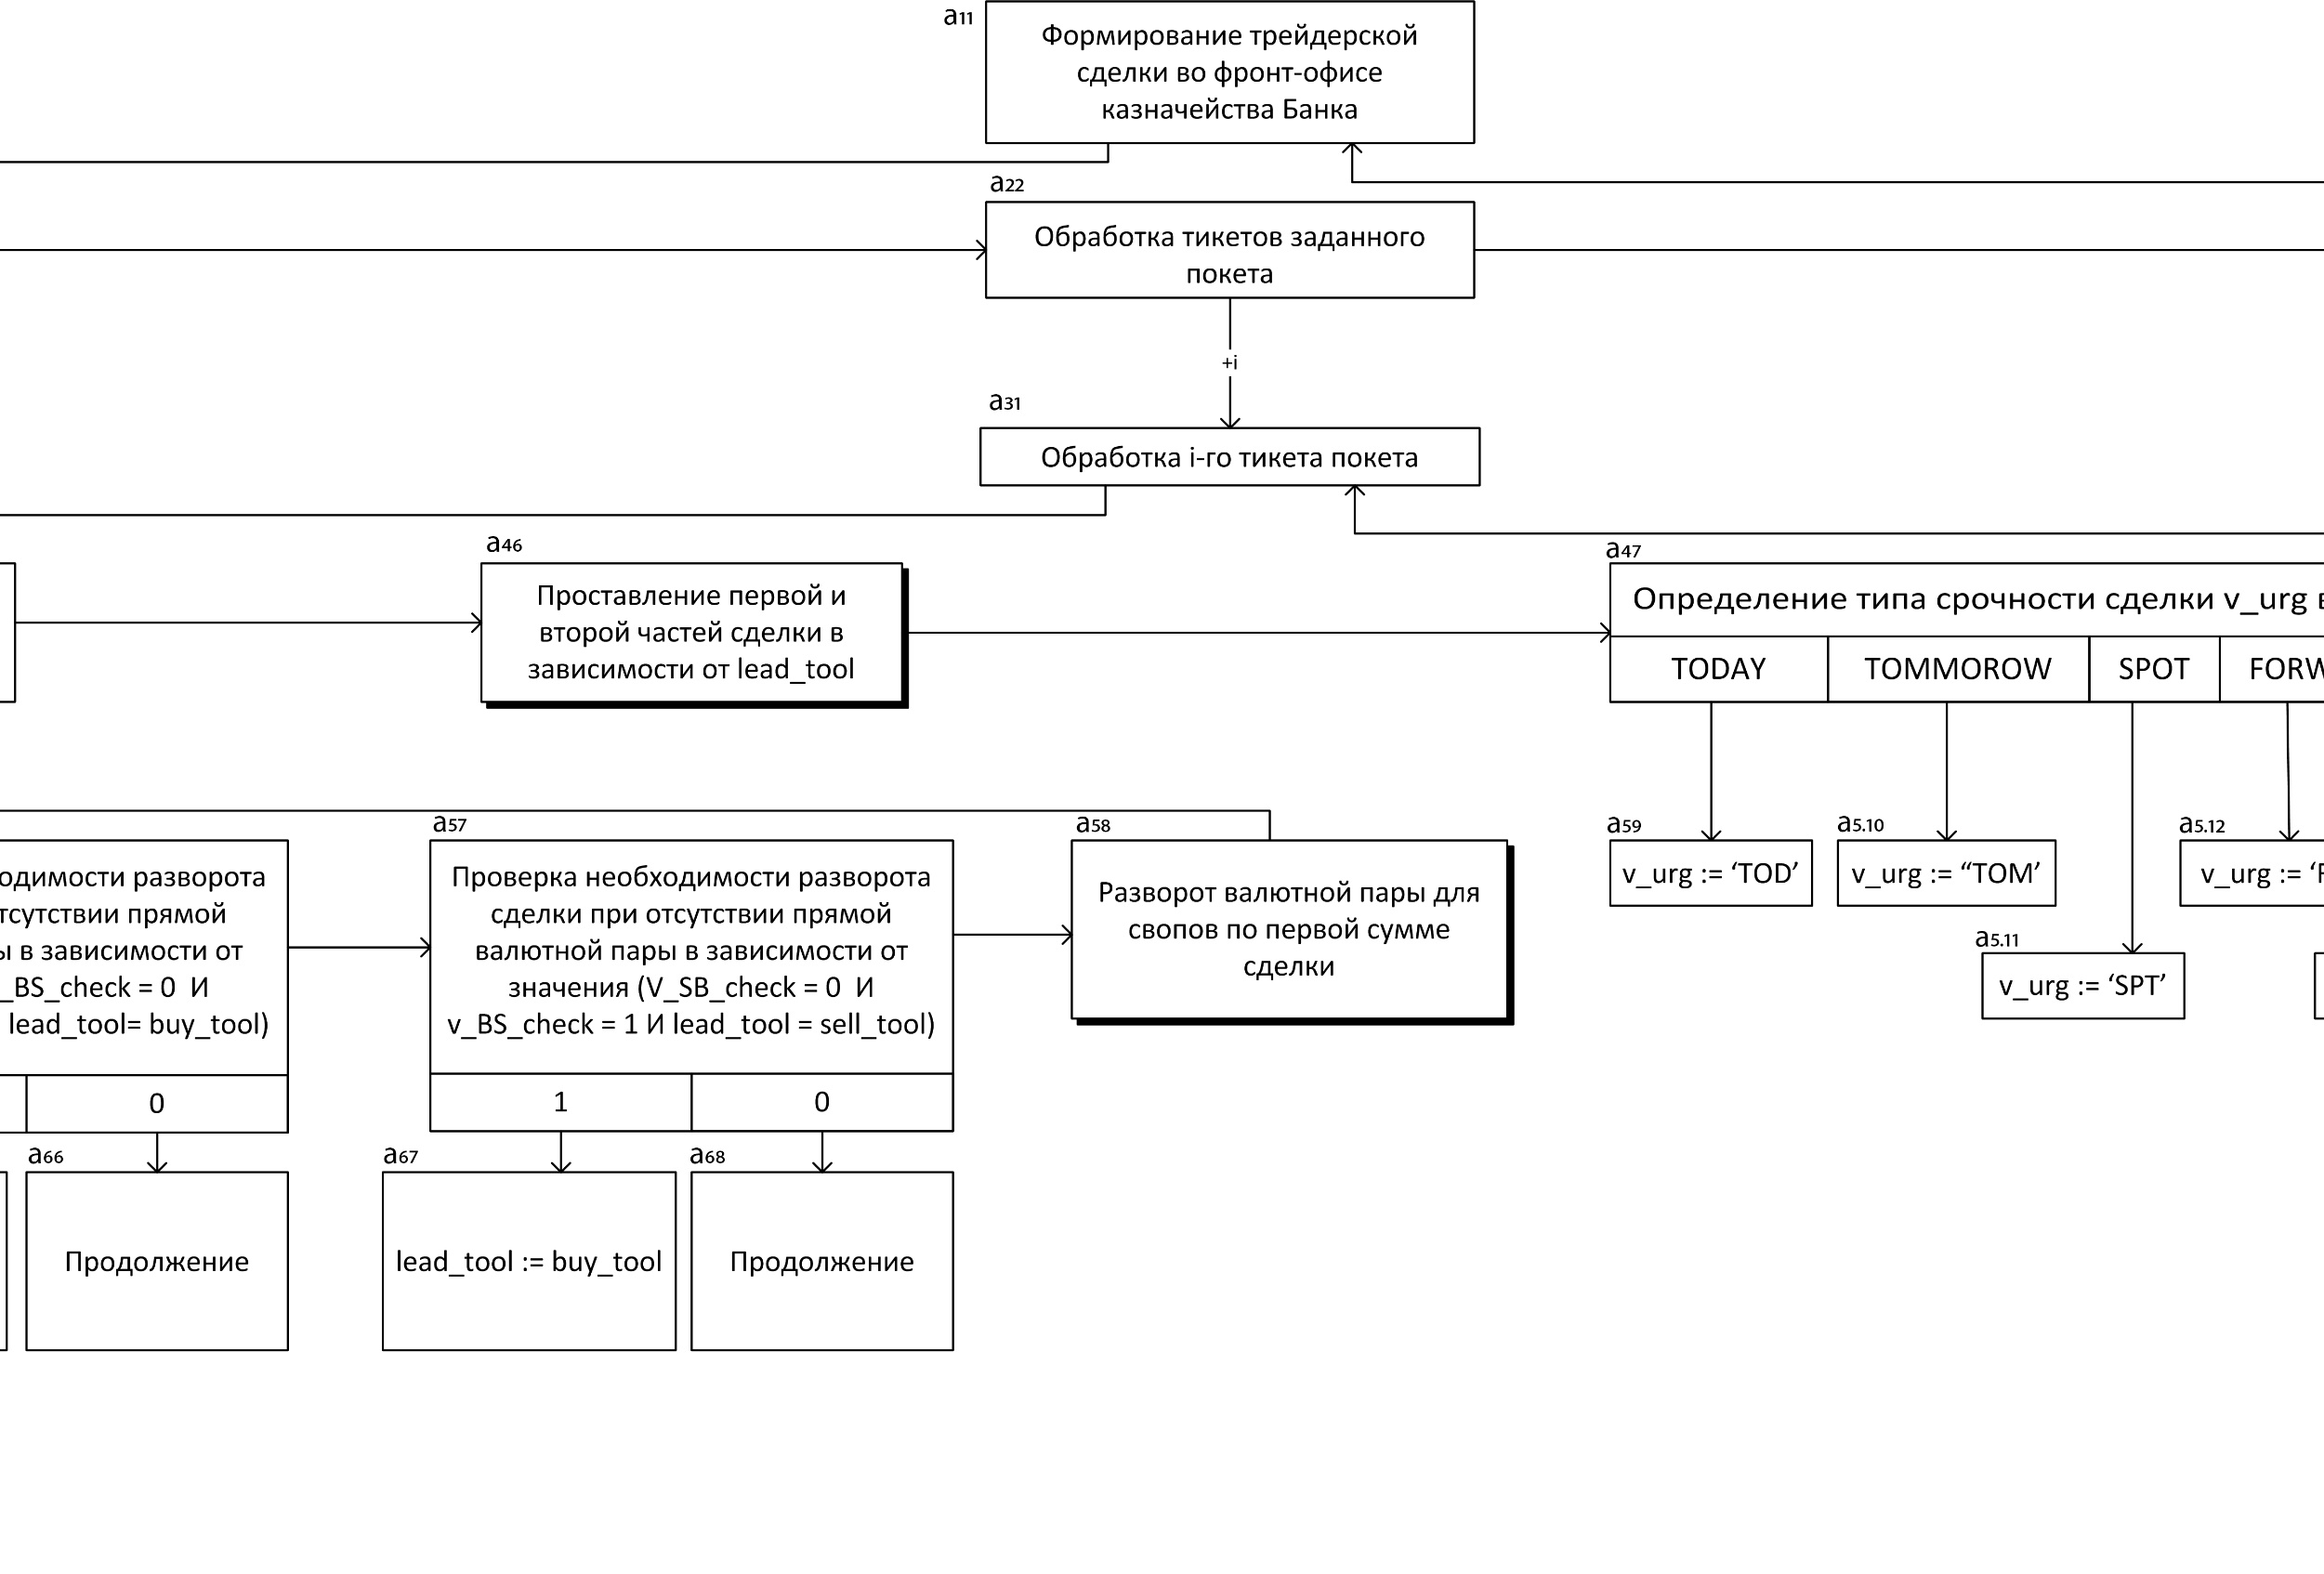 a11
Формирование трейдерской
сделки во фронт-офисе
казначейства Банка
a22
Обработка тикетов заданного
покета
+i
a31
Обработка i-го тикета покета
a46
Проставление первой и
второй частей сделки в
зависимости от lead_tool
a47
Определение типа срочности сделки v_urg
TODAY
TOMMOROW
SPOT
a59
v_urg := ‘TOD’
a5.10
v_urg := “TOM’
a5.11
v_urg := ‘SPT’
a5.12
v_urg :=
разворота
прямой
в зависимости от
_BS_check = 0 И
lead_tool= buy_tool)
0
a66
Продолжение
a57
Проверка необходимости разворота
сделки при отсутствии прямой
валютной пары в зависимости от
значения (V_SB_check = 0 И
v_BS_check = 1 И lead_tool = sell_tool)
1
0
a67
lead_tool := buy_tool
a68
Продолжение
a58
Разворот валютной пары для
свопов по первой сумме
сделки